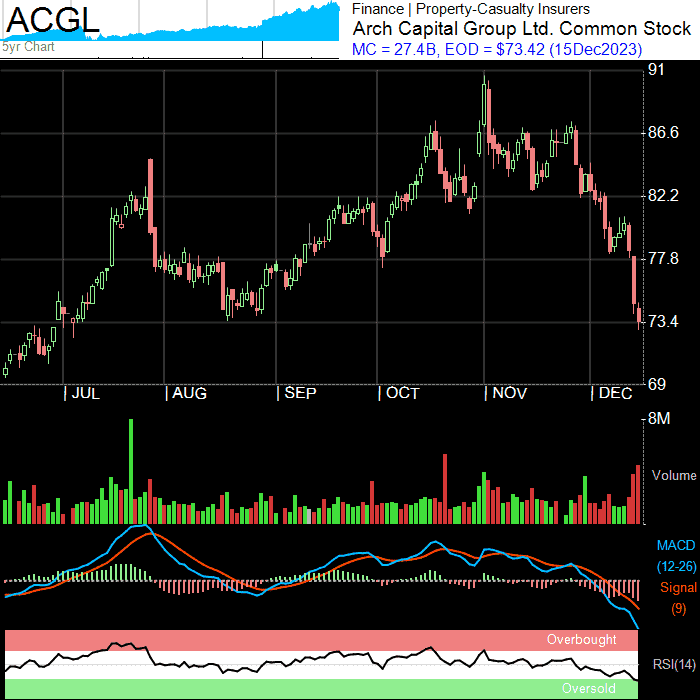 ACGL
5yr Chart
Finance | Property-Casualty Insurers
Arch Capital Group Ltd. Common Stock
MC = 27.4B, EOD = $73.42 (15Dec2023)
91
86.6
82.2
77.8
73.4
69
| JUL | AUG | SEP | OCT | NOV | DEC
8M
Volume
MACD
(12-26)
Signal
(9)
Overbought
RSI(14)
Oversold